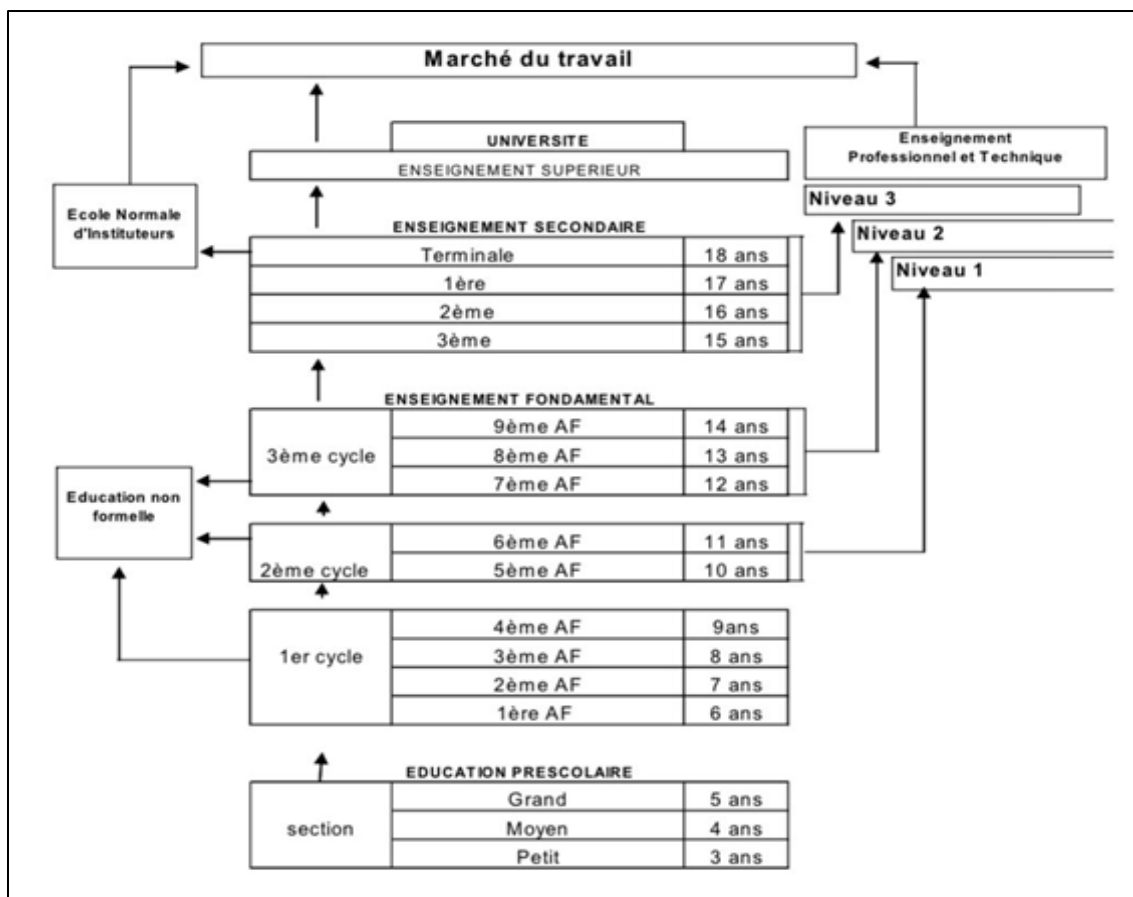 Marché du travail
UNIVERSITE
ENSEIGNEMENT SUPERIEUR
Enseignement
Professionnel et Technique
Niveau 3
Niveau 2
Niveau 1
Ecole Normale
d'Instituteurs
ENSEIGNEMENT SECONDAIRE
Terminale 18 ans
1ère 17 ans
2ème 16 ans
3ème 15 ans
ENSEIGNEMENT FONDAMENTAL
3ème cycle
9ème AF 14 ans
8ème AF 13 ans
7ème AF 12 ans
Education non
formelle
2ème cycle
6ème AF 11 ans
5ème AF 10 ans
1er cycle
4ème AF 9ans
3ème AF 8 ans
2ème AF 7 ans
1ère AF 6 ans
EDUCATION PRESCOLAIRE
section
Grand 5 ans
Moyen 4 ans
Petit 3 ans